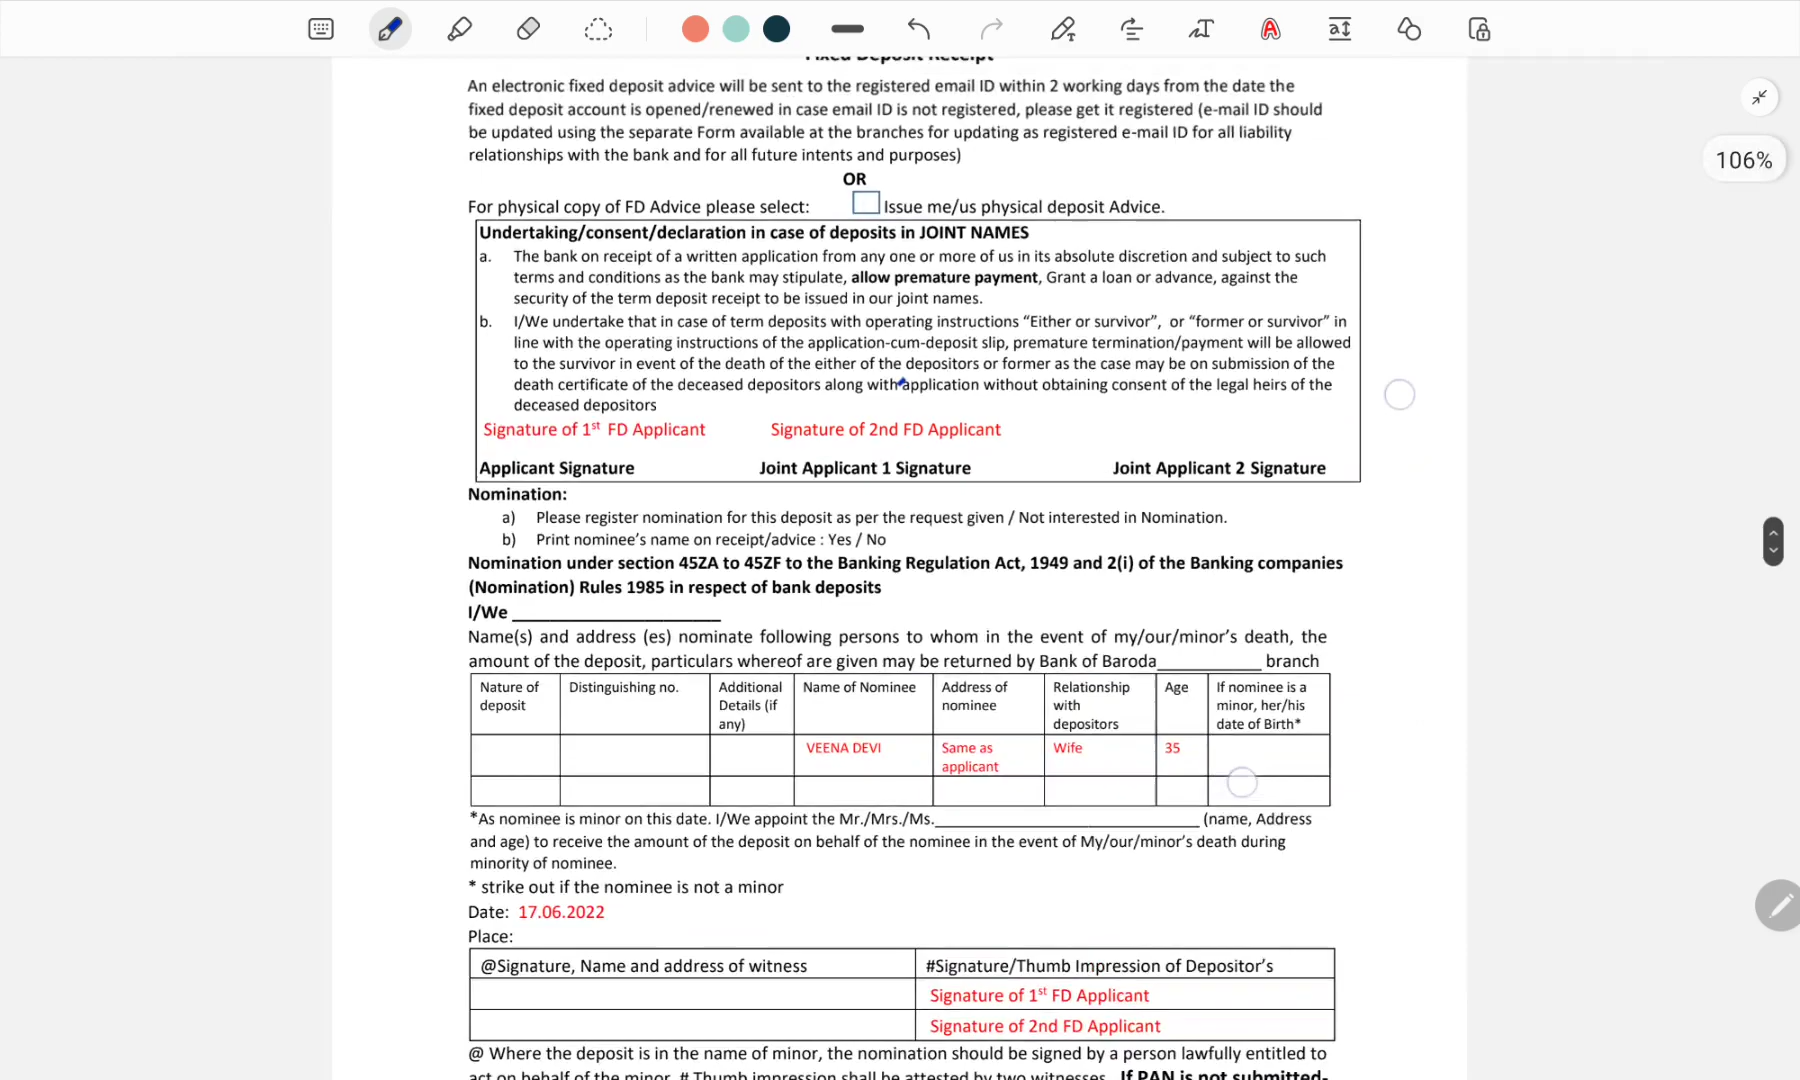 Fixed Deposit Receipt
An electronic fixed deposit advice will be sent to the registered email ID within 2 working days from the date the
fixed deposit account is opened/renewed in case email ID is not registered, please get it registered (e-mail ID should
be updated using the separate Form available at the branches for updating as registered e-mail ID for all liability
relationships with the bank and for all future intents and purposes)
OR
For physical copy of FD Advice please select: Issue me/us physical deposit Advice.
Undertaking/consent/declaration in case of deposits in JOINT NAMES
a. The bank on receipt of a written application from any one or more of us in its absolute discretion and subject to such
terms and conditions as the bank may stipulate, allow premature payment, Grant a loan or advance, against the
security of the term deposit receipt to be issued in our joint names.
b. I/We undertake that in case of term deposits with operating instructions “Either or survivor”, or “former or survivor” in
line with the operating instructions of the application-cum-deposit slip, premature termination/payment will be allowed
to the survivor in event of the death of the either of the depositors or former as the case may be on submission of the
death certificate of the deceased depositors along with application without obtaining consent of the legal heirs of the
deceased depositors
Signature of 1st FD Applicant Signature of 2nd FD Applicant
Applicant Signature Joint Applicant 1 Signature Joint Applicant 2 Signature
Nomination:
a) Please register nomination for this deposit as per the request given / Not interested in Nomination.
b) Print nominee’s name on receipt/advice : Yes / No
Nomination under section 45ZA to 45ZF to the Banking Regulation Act, 1949 and 2(i) of the Banking companies
(Nomination) Rules 1985 in respect of bank deposits
I/We ____________________
Name(s) and address (es) nominate following persons to whom in the event of my/our/minor’s death, the
amount of the deposit, particulars whereof are given may be returned by Bank of Baroda___________ branch
Nature of deposit Distinguishing no. Additional Details (if any) Name of Nominee Address of nominee Relationship with depositors Age If nominee is a minor, her/his date of Birth*
VEENA DEVI Same as applicant Wife 35
*As nominee is minor on this date. I/We appoint the Mr./Mrs./Ms.______________________________ (name, Address
and age) to receive the amount of the deposit on behalf of the nominee in the event of My/our/minor’s death during
minority of nominee.
* strike out if the nominee is not a minor
Date: 17.06.2022
Place:
@Signature, Name and address of witness #Signature/Thumb Impression of Depositor’s
Signature of 1st FD Applicant
Signature of 2nd FD Applicant
@ Where the deposit is in the name of minor, the nomination should be signed by a person lawfully entitled to
act on behalf of the minor. # Thumb impression shall be attested by two witnesses. If PAN is not submitted-
106%